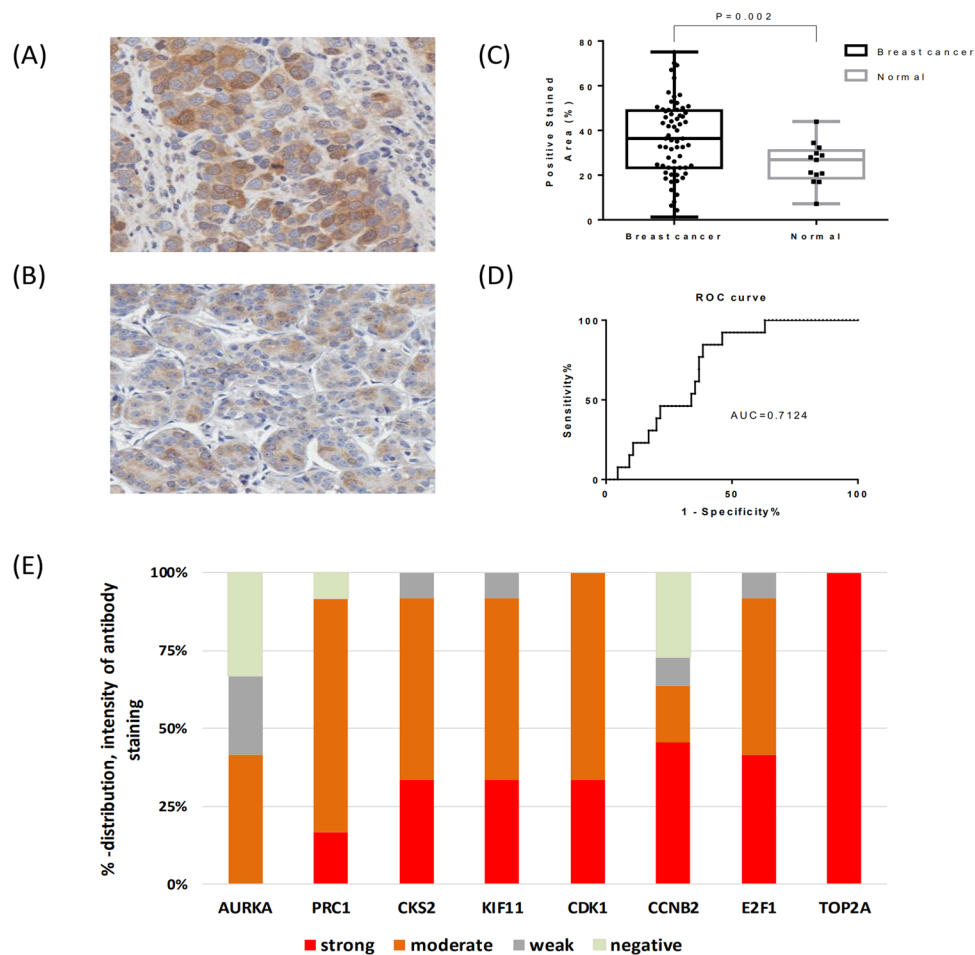 (A)
(B)
(C)
P=0.002
Breast cancer
Normal
Positive Stained
Area (%)
80
60
40
20
0
Breast cancer
Normal
(D)
ROC curve
Sensitivity%
100
50
0
AUC=0.7124
0
50
100
1 - Specificity%
(E)
% -distribution, intensity of antibody
staining
100%
75%
50%
25%
0%
AURKA PRC1 CKS2 KIF11 CDK1 CCNB2 E2F1 TOP2A
strong moderate weak negative